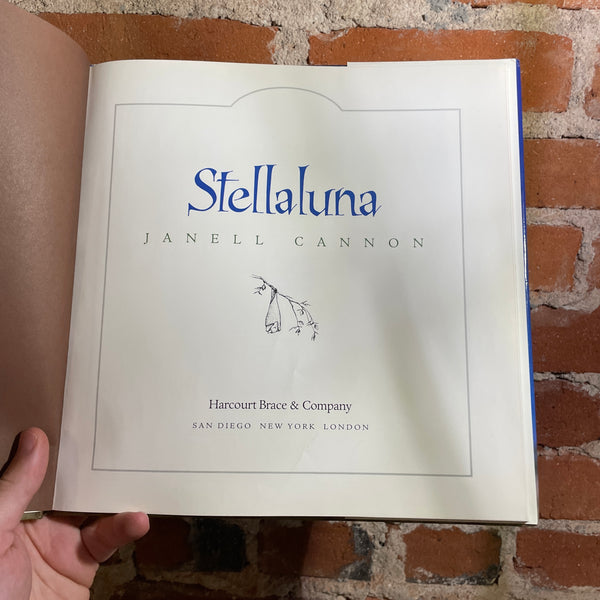 Stellaluna
JANELL CANNON
Harcourt Brace & Company
SAN DIEGO NEW YORK LONDON